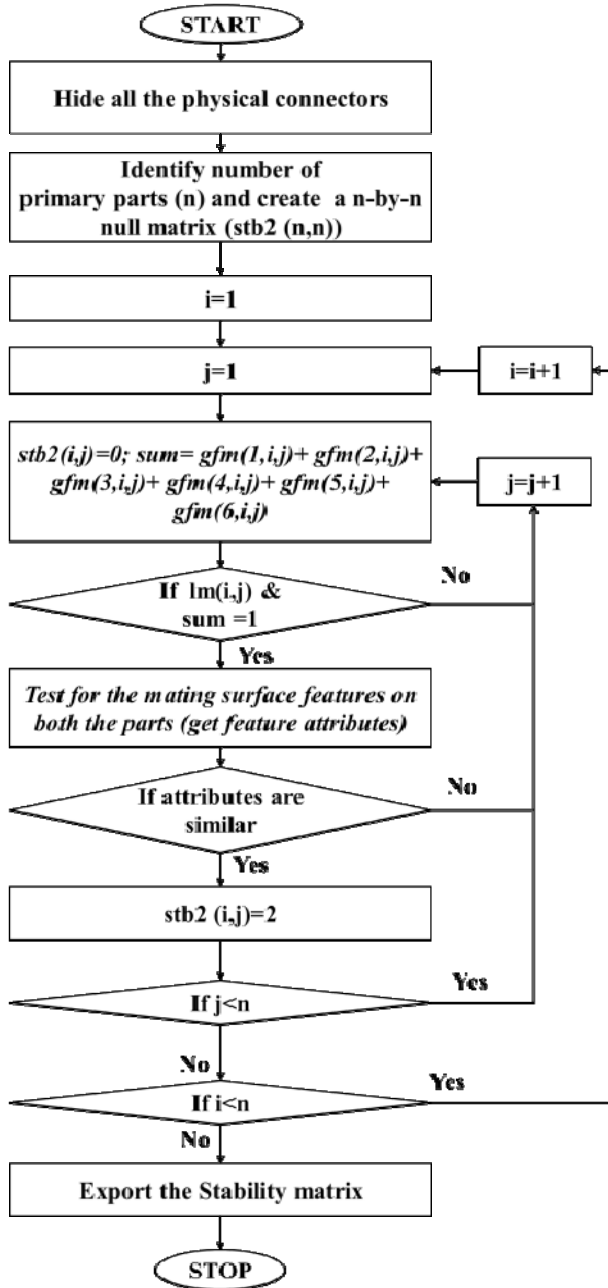 START
Hide all the physical connectors
Identify number of
primary parts (n) and create a n-by-n
null matrix (stb2 (n,n))
i=1
j=1
i=i+1
stb2(i,j)=0; sum= gfm(1,i,j)+ gfm(2,i,j)+
gfm(3,i,j)+ gfm(4,i,j)+ gfm(5,i,j)+
gfm(6,i,j)
j=j+1
If lm(i,j) &
sum =1
No
Yes
Test for the mating surface features on
both the parts (get feature attributes)
If attributes are
similar
No
Yes
stb2 (i,j)=2
If j<n
Yes
No
If i<n
Yes
No
Export the Stability matrix
STOP